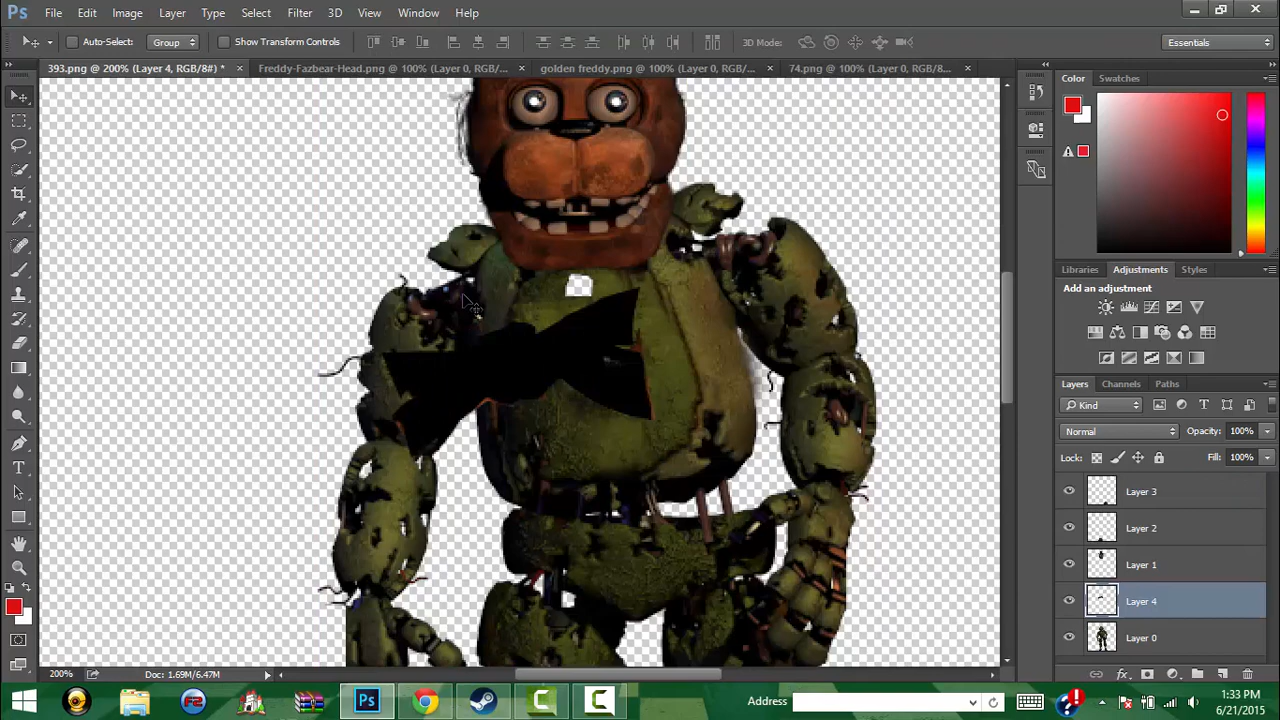 Ps File Edit Image Layer Type Select Filter 3D View Window Help
Auto-Select: Group Show Transform Controls 3D Mode: Essentials
393.png @ 200% (Layer 4, RGB/8#) * × Freddy-Fazbear-Head.png @ 100% (Layer 0, RGB/... × golden freddy.png @ 100% (Layer 0, RGB/... × 74.png @ 100% (Layer 0, RGB/8... ×
Color Swatches
Libraries Adjustments Styles
Add an adjustment
Layers Channels Paths
Kind
Normal Opacity: 100%
Lock: Fill: 100%
Layer 3
Layer 2
Layer 1
Layer 4
Layer 0
200% Doc: 1.69M/6.47M
Ps Address
1:33 PM
6/21/2015